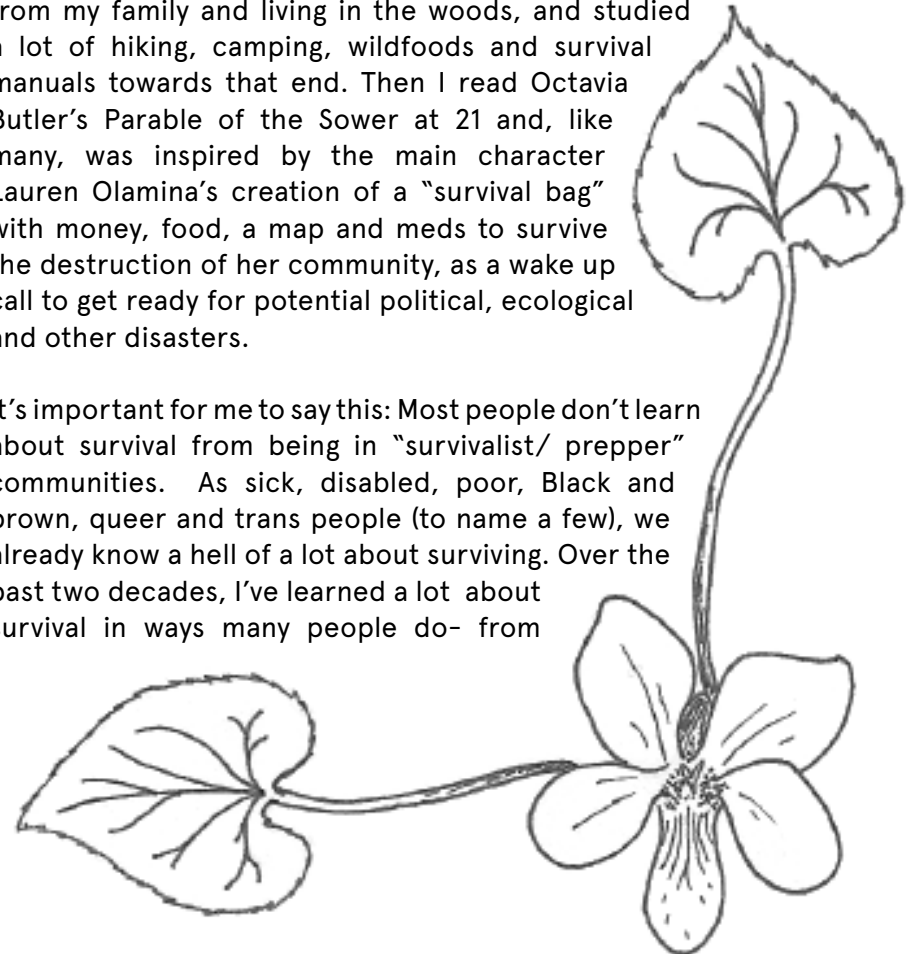 from my family and living in the woods, and studied
a lot of hiking, camping, wildfoods and survival
manuals towards that end. Then I read Octavia
Butler’s Parable of the Sower at 21 and, like
many, was inspired by the main character
Lauren Olamina’s creation of a “survival bag”
with money, food, a map and meds to survive
the destruction of her community, as a wake up
call to get ready for potential political, ecological
and other disasters.
It’s important for me to say this: Most people don’t learn
about survival from being in “survivalist/ prepper”
communities. As sick, disabled, poor, Black and
brown, queer and trans people (to name a few), we
already know a hell of a lot about surviving. Over the
past two decades, I’ve learned a lot about
survival in ways many people do- from